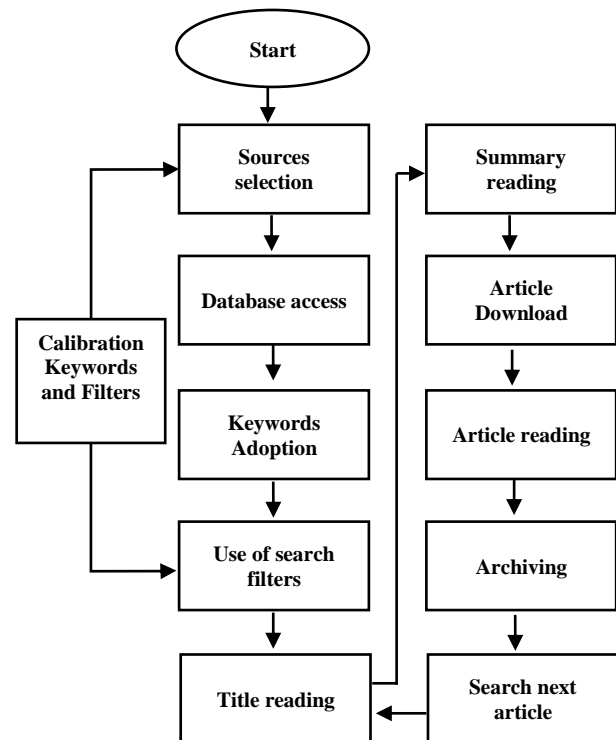 Start
Sources
selection
Database access
Calibration
Keywords
and Filters
Keywords
Adoption
Use of search
filters
Title reading
Summary
reading
Article
Download
Article reading
Archiving
Search next
article